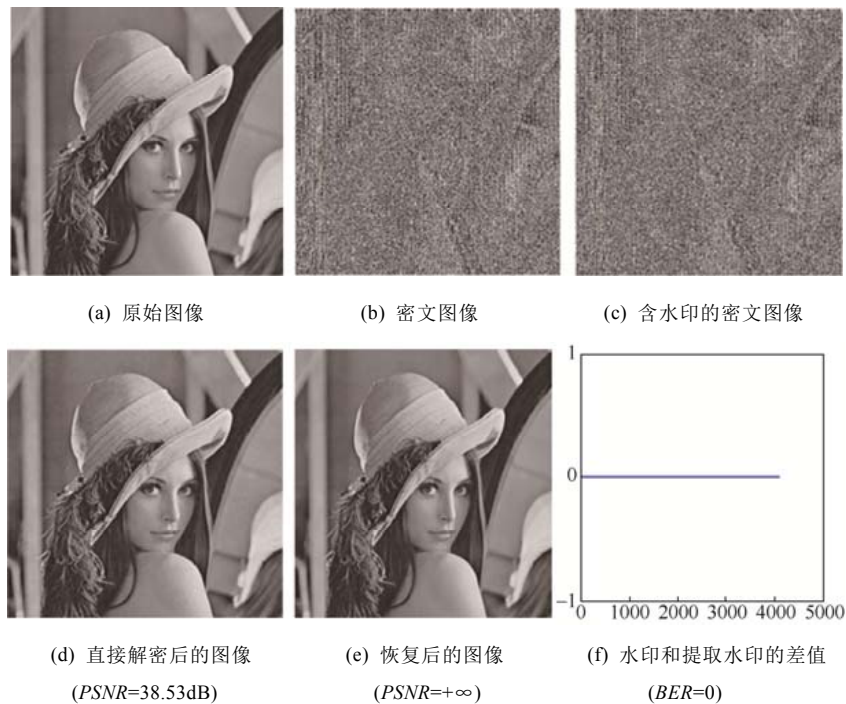 (a) 原始图像
(b) 密文图像
(c) 含水印的密文图像
1
0
-1
0 1000 2000 3000 4000 5000
(d) 直接解密后的图像
(PSNR=38.53dB)
(e) 恢复后的图像
(PSNR=+∞)
(f) 水印和提取水印的差值
(BER=0)